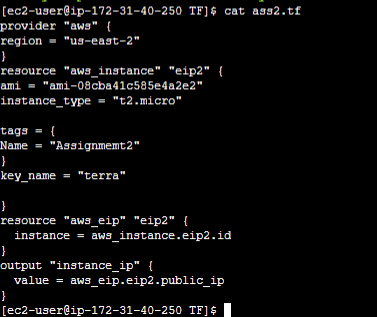 [ec2-user@ip-172-31-40-250 TF]$ cat ass2.tf
provider "aws" {
region = "us-east-2"
}
resource "aws_instance" "eip2" {
ami = "ami-08cba41c585e4a2e2"
instance_type = "t2.micro"

tags = {
Name = "Assignmemt2"
}
key_name = "terra"

}
resource "aws_eip" "eip2" {
  instance = aws_instance.eip2.id
}
output "instance_ip" {
  value = aws_eip.eip2.public_ip
}
[ec2-user@ip-172-31-40-250 TF]$